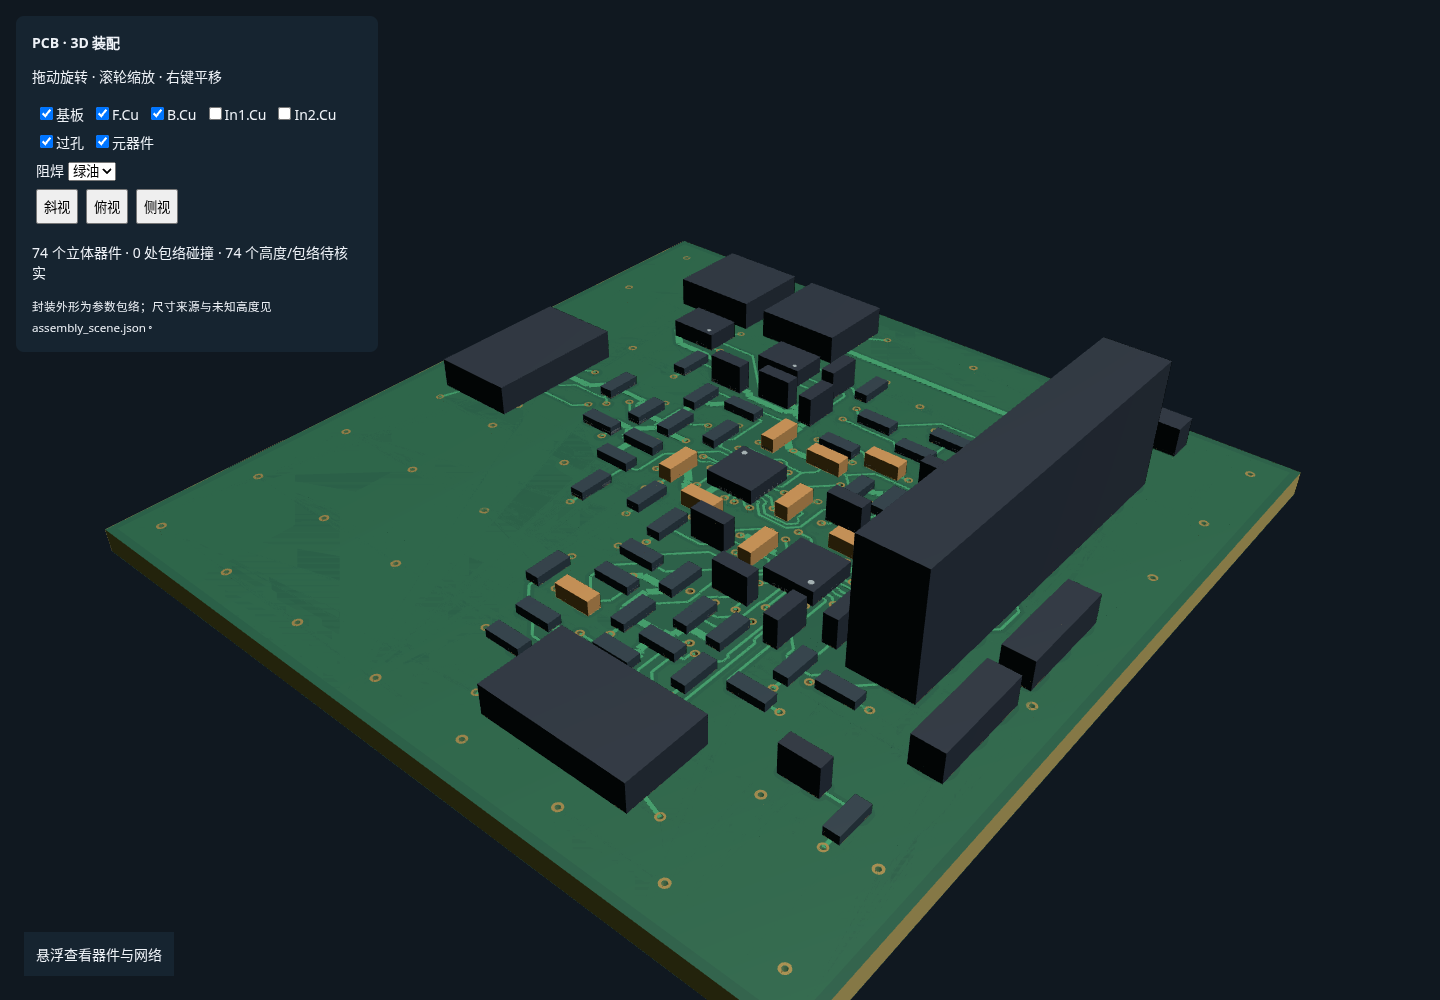 PCB · 3D 装配
拖动旋转 · 滚轮缩放 · 右键平移
基板 F.Cu B.Cu In1.Cu In2.Cu
过孔 元器件
阻焊 绿油
斜视 俯视 侧视
74 个立体器件 · 0 处包络碰撞 · 74 个高度/包络待核
实
封装外形为参数包络；尺寸来源与未知高度见
assembly_scene.json。
悬浮查看器件与网络